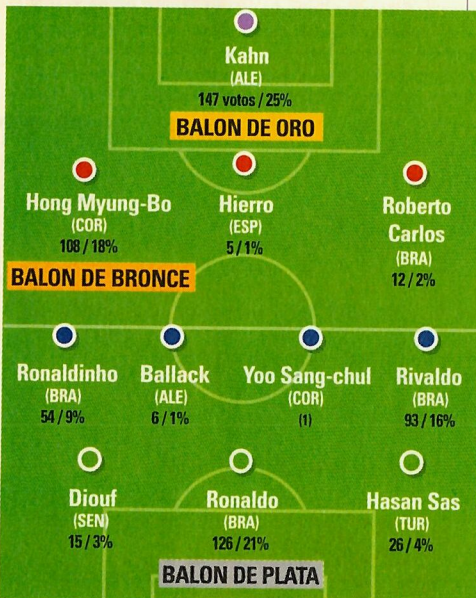 Kahn
(ALE)
147 votos / 25%
BALON DE ORO
Hong Myung-Bo
(COR)
108 / 18%
BALON DE BRONCE
Hierro
(ESP)
5 / 1%
Roberto
Carlos
(BRA)
12 / 2%
Ronaldinho
(BRA)
54 / 9%
Ballack
(ALE)
6 / 1%
Yoo Sang-chul
(COR)
(1)
Rivaldo
(BRA)
93 / 16%
Diouf
(SEN)
15 / 3%
Ronaldo
(BRA)
126 / 21%
BALON DE PLATA
Hasan Sas
(TUR)
26 / 4%